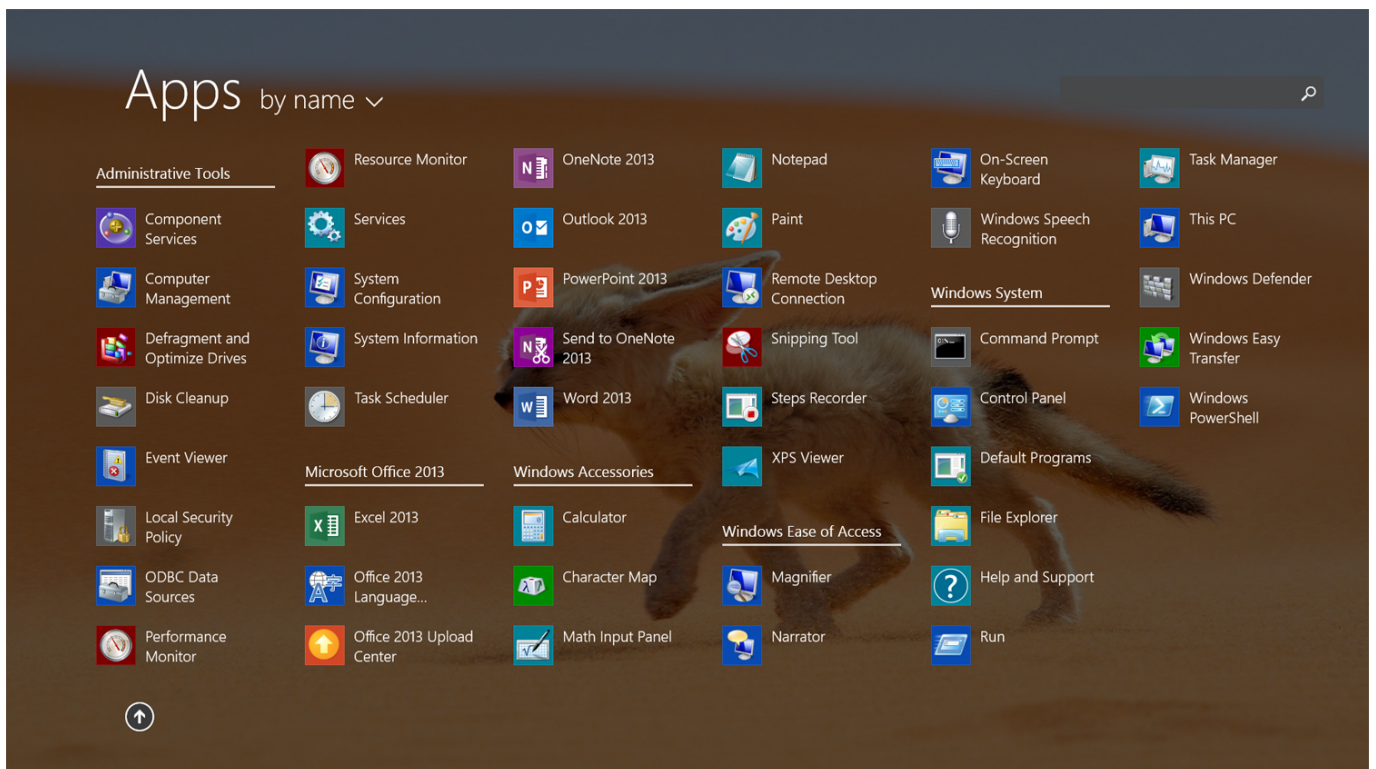 Apps by name
Administrative Tools
Component
Services
Computer
Management
Defragment and
Optimize Drives
Disk Cleanup
Event Viewer
Local Security
Policy
ODBC Data
Sources
Performance
Monitor
Resource Monitor
Services
System
Configuration
System Information
Task Scheduler
Microsoft Office 2013
Excel 2013
Office 2013
Language...
Office 2013 Upload
Center
OneNote 2013
Outlook 2013
PowerPoint 2013
Send to OneNote
2013
Word 2013
Windows Accessories
Calculator
Character Map
Math Input Panel
Notepad
Paint
Remote Desktop
Connection
Snipping Tool
Steps Recorder
XPS Viewer
Windows Ease of Access
Magnifier
Narrator
On-Screen
Keyboard
Windows Speech
Recognition
Windows System
Command Prompt
Control Panel
Default Programs
File Explorer
Help and Support
Run
Task Manager
This PC
Windows Defender
Windows Easy
Transfer
Windows
PowerShell